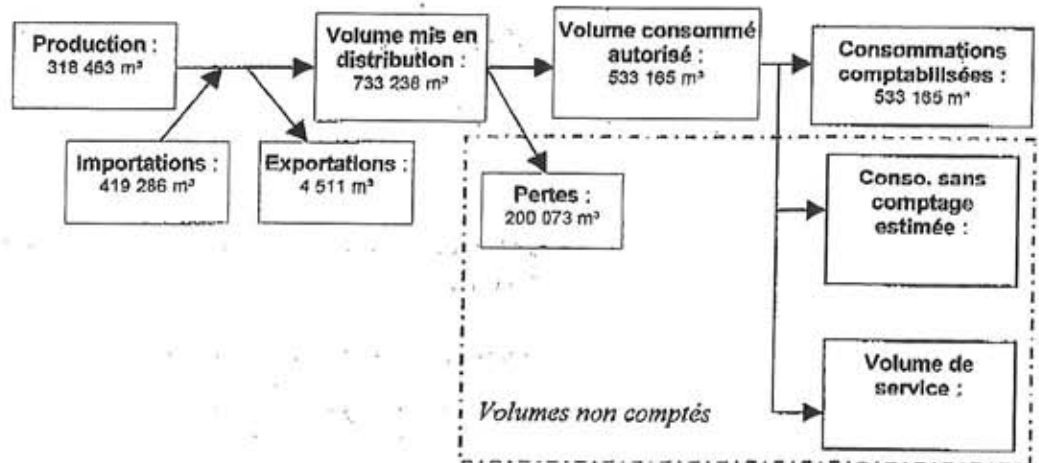 Production :
318 463 m³
Volume mis en
distribution :
733 238 m³
Volume consommé
autorisé :
533 165 m³
Consommations
comptabilisées :
533 165 m³
Importations :
419 286 m³
Exportations :
4 511 m³
Pertes :
200 073 m³
Conso. sans
comptage
estimée :
Volume de
service :
Volumes non comptés